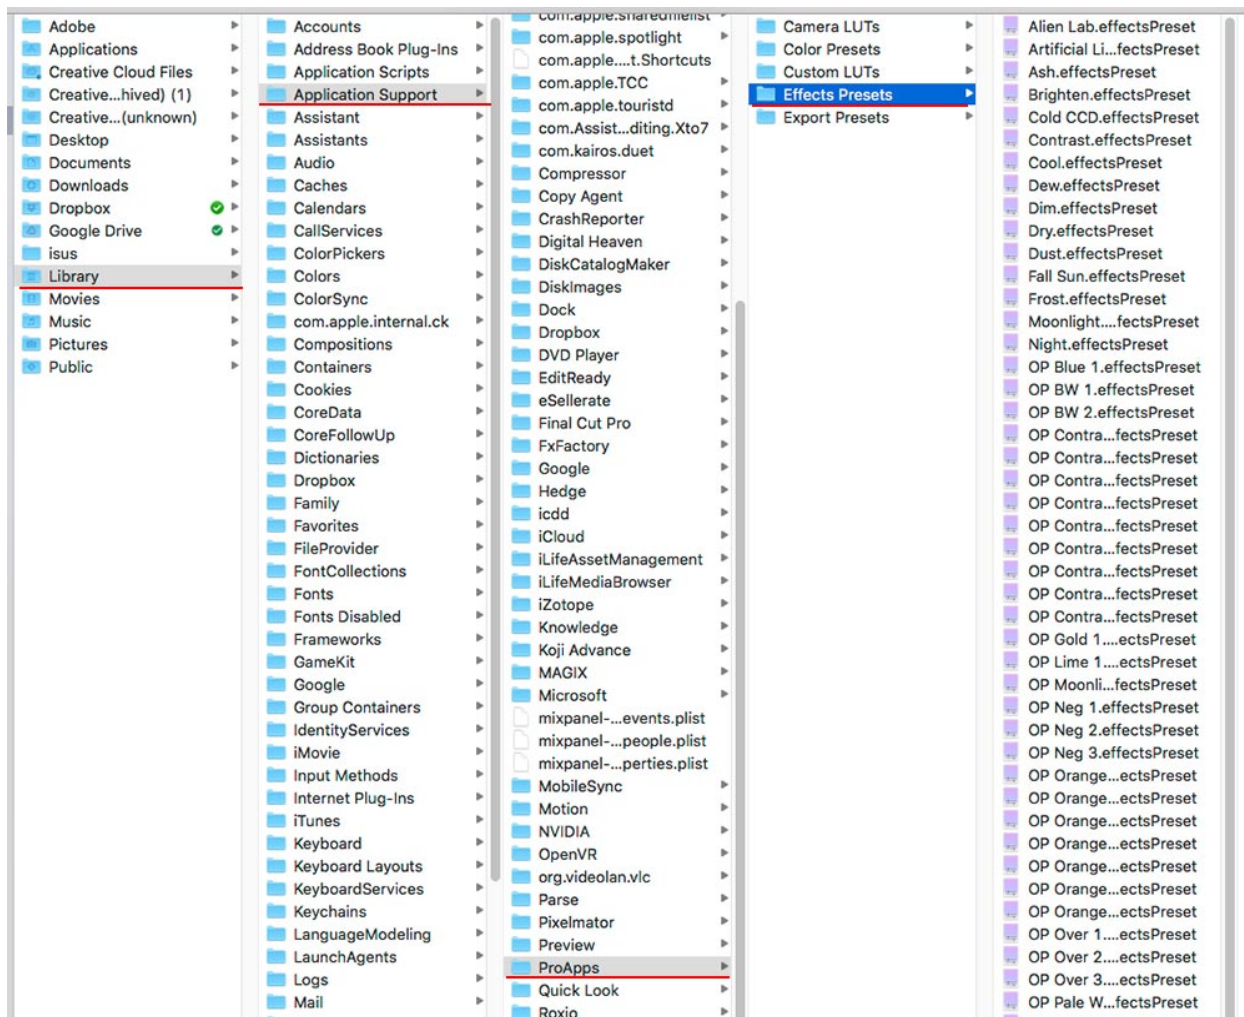 Adobe
Applications
Creative Cloud Files
Creative...hived) (1)
Creative...(unknown)
Desktop
Documents
Downloads
Dropbox
Google Drive
isus
Library
Movies
Music
Pictures
Public
Accounts
Address Book Plug-Ins
Application Scripts
Application Support
Assistant
Assistants
Audio
Caches
Calendars
CallServices
ColorPickers
Colors
ColorSync
com.apple.internal.ck
Compositions
Containers
Cookies
CoreData
CoreFollowUp
Dictionaries
Dropbox
Family
Favorites
FileProvider
FontCollections
Fonts
Fonts Disabled
Frameworks
GameKit
Google
Group Containers
IdentityServices
iMovie
Input Methods
Internet Plug-Ins
iTunes
Keyboard
Keyboard Layouts
KeyboardServices
Keychains
LanguageModeling
LaunchAgents
Logs
Mail
com.apple.sharedfilelist
com.apple.spotlight
com.apple....t.Shortcuts
com.apple.TCC
com.apple.touristd
com.Assist...diting.Xto7
com.kairos.duet
Compressor
Copy Agent
CrashReporter
Digital Heaven
DiskCatalogMaker
DiskImages
Dock
Dropbox
DVD Player
EditReady
eSellerate
Final Cut Pro
FxFactory
Google
Hedge
icdd
iCloud
iLifeAssetManagement
iLifeMediaBrowser
iZotope
Knowledge
Koji Advance
MAGIX
Microsoft
mixpanel-...events.plist
mixpanel-...people.plist
mixpanel-...perties.plist
MobileSync
Motion
NVIDIA
OpenVR
org.videolan.vlc
Parse
Pixelmator
Preview
ProApps
Quick Look
Roxio
Camera LUTs
Color Presets
Custom LUTs
Effects Presets
Export Presets
Alien Lab.effectsPreset
Artificial Li...fectsPreset
Ash.effectsPreset
Brighten.effectsPreset
Cold CCD.effectsPreset
Contrast.effectsPreset
Cool.effectsPreset
Dew.effectsPreset
Dim.effectsPreset
Dry.effectsPreset
Dust.effectsPreset
Fall Sun.effectsPreset
Frost.effectsPreset
Moonlight....fectsPreset
Night.effectsPreset
OP Blue 1.effectsPreset
OP BW 1.effectsPreset
OP BW 2.effectsPreset
OP Contra...fectsPreset
OP Contra...fectsPreset
OP Contra...fectsPreset
OP Contra...fectsPreset
OP Contra...fectsPreset
OP Contra...fectsPreset
OP Contra...fectsPreset
OP Contra...fectsPreset
OP Contra...fectsPreset
OP Gold 1....ectsPreset
OP Lime 1....ectsPreset
OP Moonli...fectsPreset
OP Neg 1.effectsPreset
OP Neg 2.effectsPreset
OP Neg 3.effectsPreset
OP Orange...ectsPreset
OP Orange...ectsPreset
OP Orange...ectsPreset
OP Orange...ectsPreset
OP Orange...ectsPreset
OP Orange...ectsPreset
OP Orange...ectsPreset
OP Over 1....ectsPreset
OP Over 2....ectsPreset
OP Over 3....ectsPreset
OP Pale W...fectsPreset